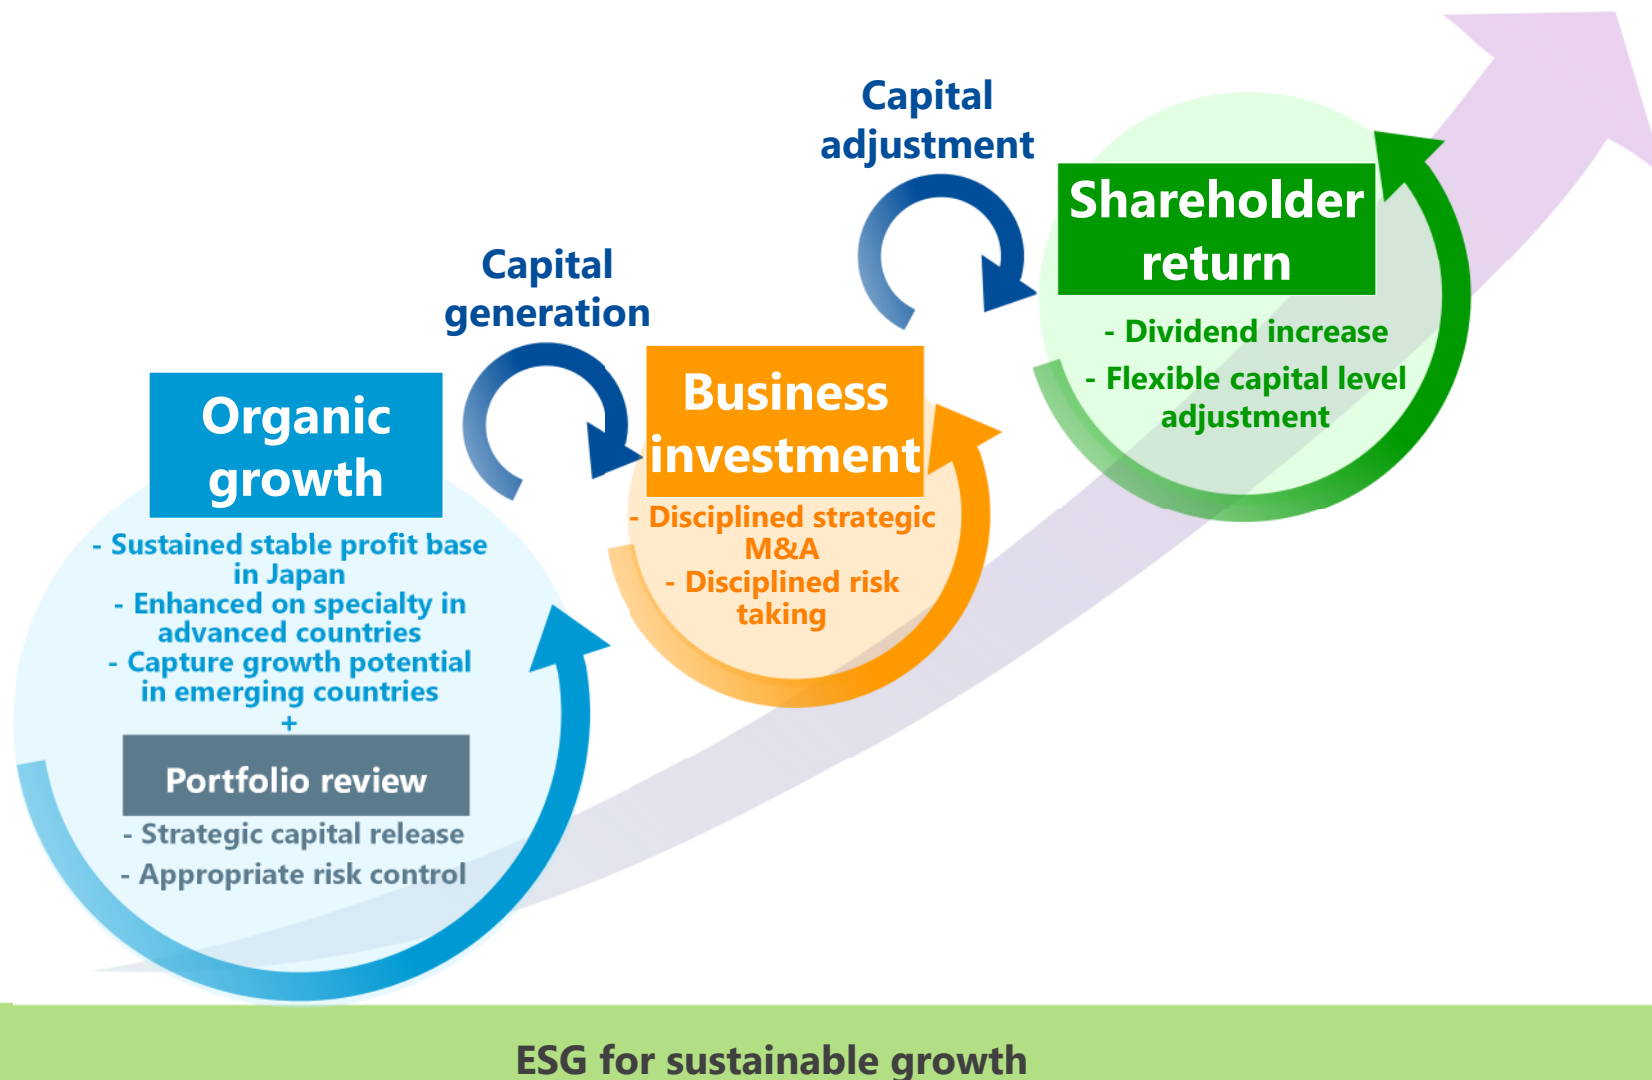 Organic
growth
- Sustained stable profit base
in Japan
- Enhanced on specialty in
advanced countries
- Capture growth potential
in emerging countries
+
Portfolio review
- Strategic capital release
- Appropriate risk control
Capital
generation
Business
investment
- Disciplined strategic
M&A
- Disciplined risk
taking
Capital
adjustment
Shareholder
return
- Dividend increase
- Flexible capital level
adjustment
ESG for sustainable growth